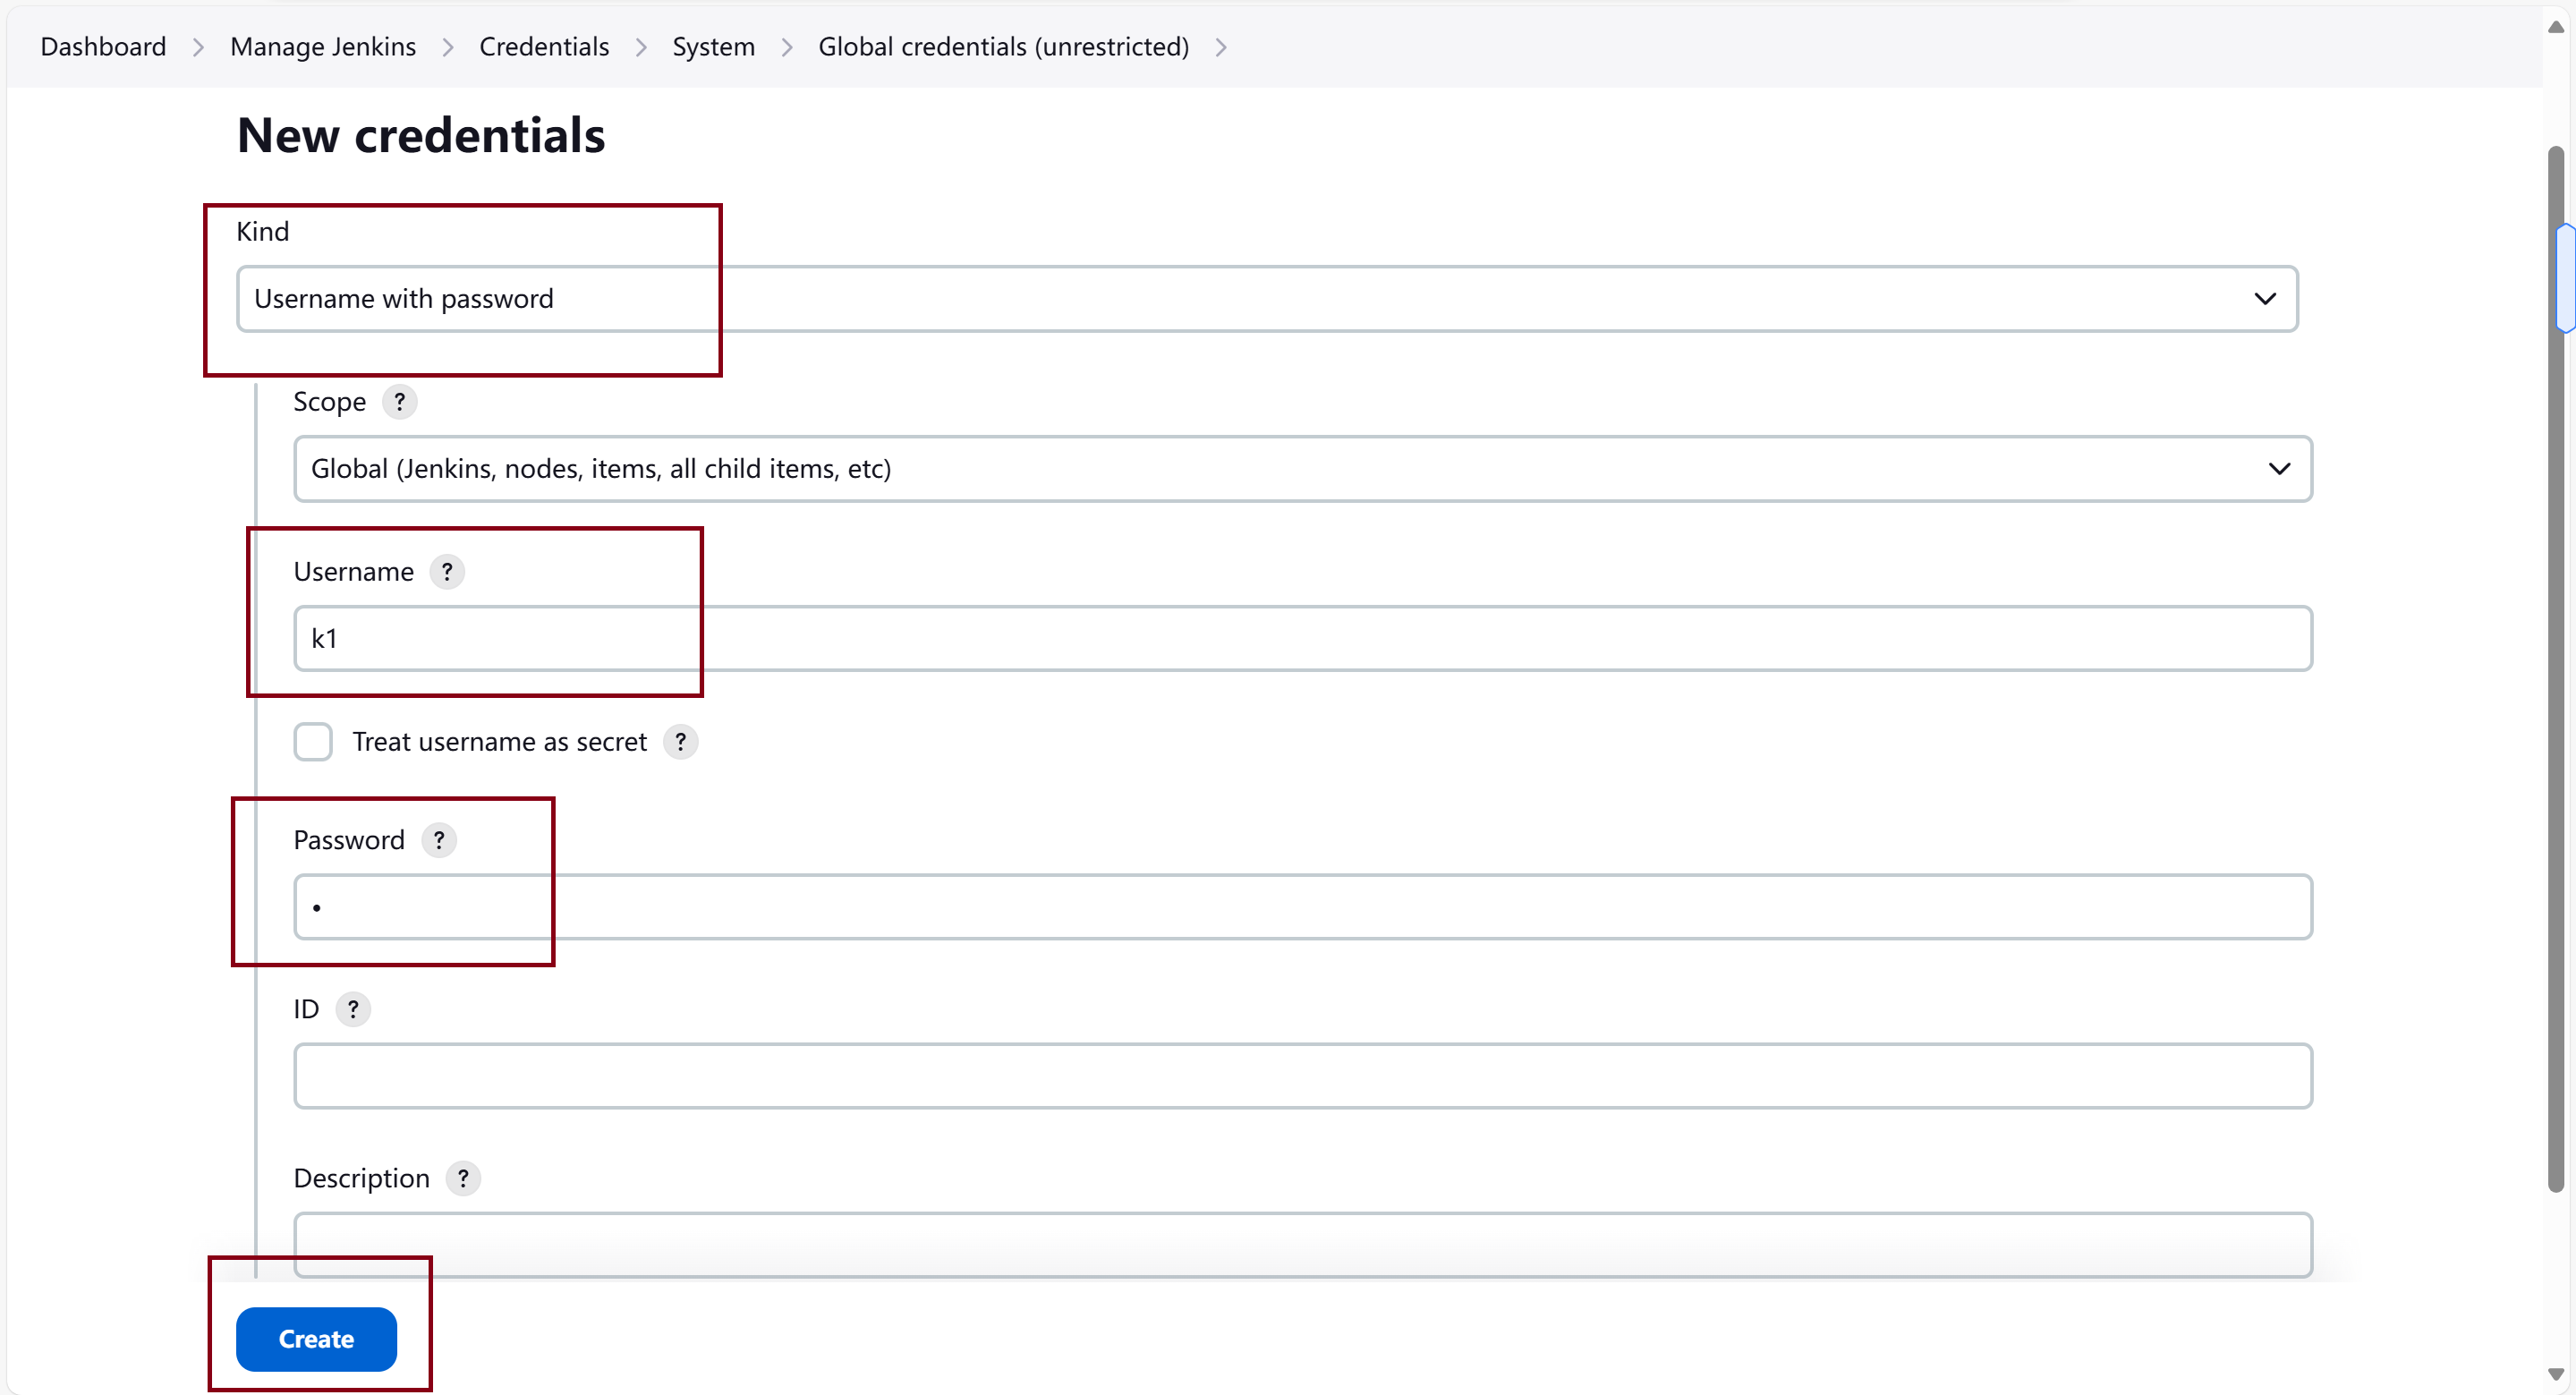 Dashboard > Manage Jenkins > Credentials > System > Global credentials (unrestricted) >
New credentials
Kind
Username with password
Scope ?
Global (Jenkins, nodes, items, all child items, etc)
Username ?
k1
Treat username as secret ?
Password ?
•
ID ?
Description ?
Create